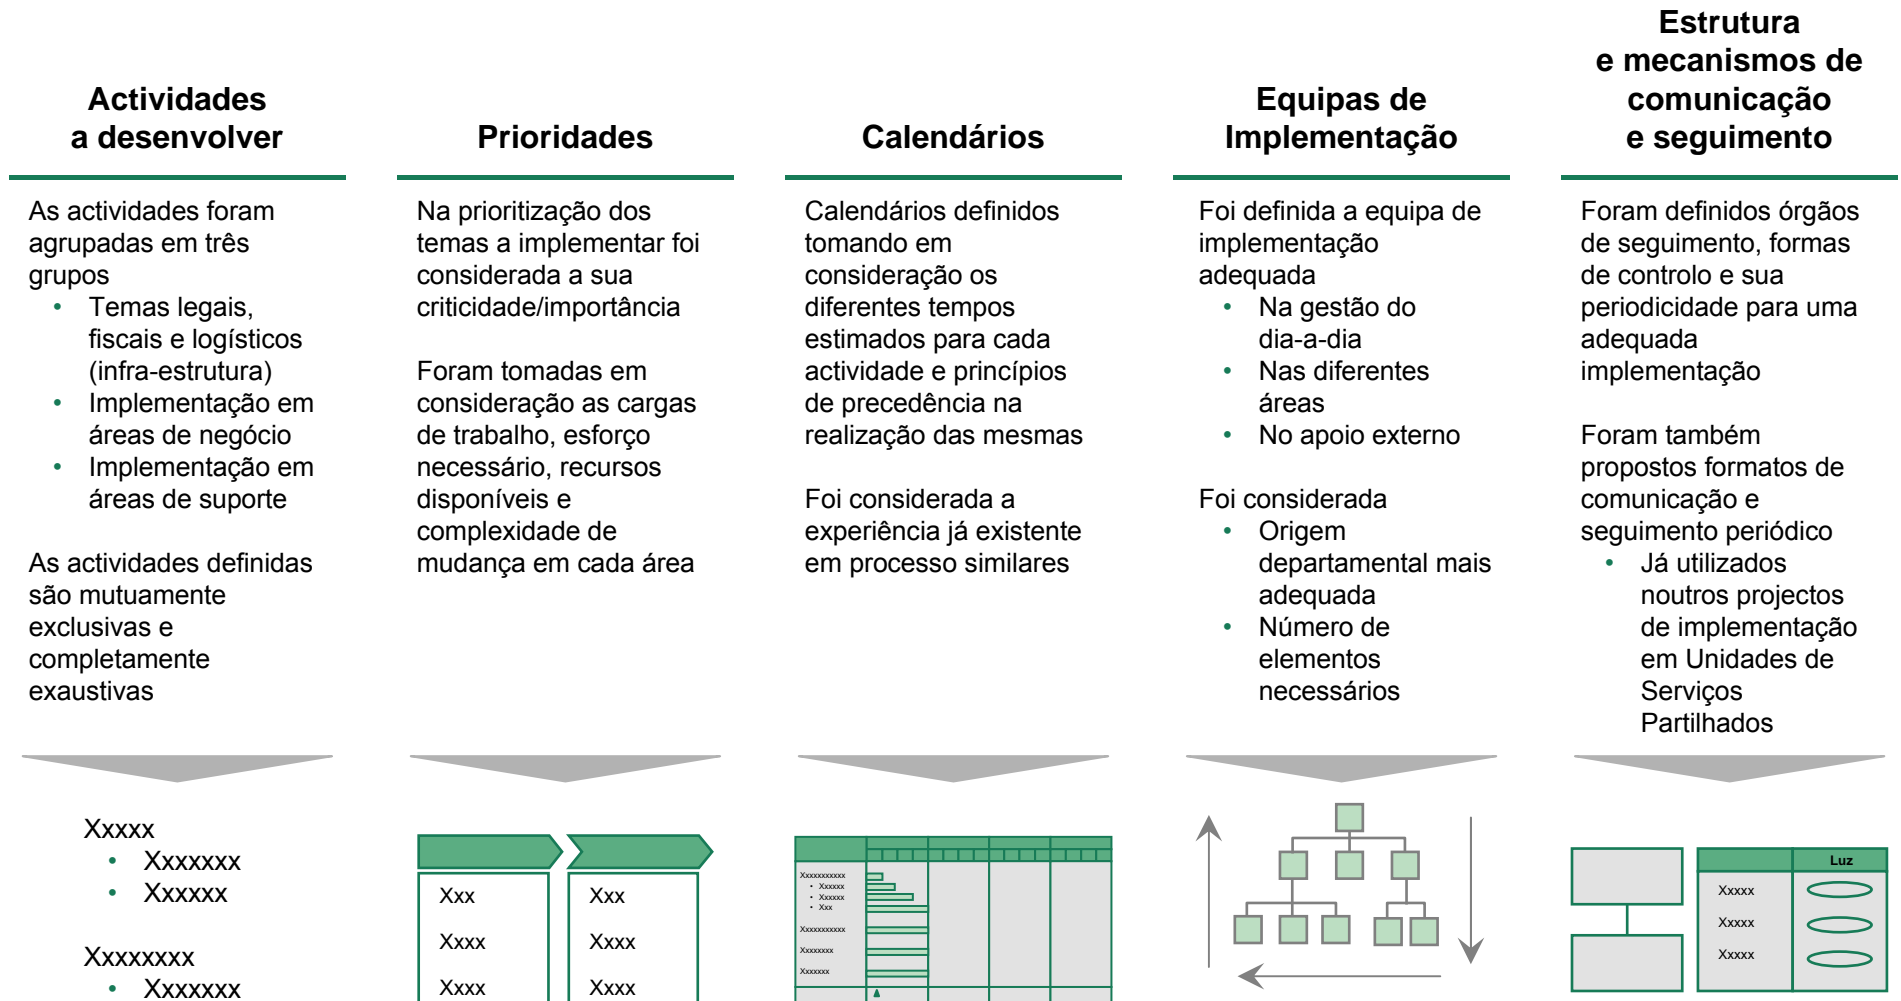 Actividades
a desenvolver
As actividades foram
agrupadas em três
grupos
• Temas legais,
fiscais e logísticos
(infra-estrutura)
• Implementação em
áreas de negócio
• Implementação em
áreas de suporte
As actividades definidas
são mutuamente
exclusivas e
completamente
exaustivas
Xxxxx
• Xxxxxxx
• Xxxxxx
Xxxxxxxx
• Xxxxxxx
Prioridades
Na prioritização dos
temas a implementar foi
considerada a sua
criticidade/importância
Foram tomadas em
consideração as cargas
de trabalho, esforço
necessário, recursos
disponíveis e
complexidade de
mudança em cada área
Xxx
Xxxx
Xxxx
Xxx
Xxxx
Xxxx
Calendários
Calendários definidos
tomando em
consideração os
diferentes tempos
estimados para cada
actividade e princípios
de precedência na
realização das mesmas
Foi considerada a
experiência já existente
em processo similares
Xxxxxxxxxxx
• Xxxxxx
• Xxxxxx
• Xxx
Xxxxxxxxxxx
Xxxxxxxx
Xxxxxxx
Equipas de
Implementação
Foi definida a equipa de
implementação
adequada
• Na gestão do
dia-a-dia
• Nas diferentes
áreas
• No apoio externo
Foi considerada
• Origem
departamental mais
adequada
• Número de
elementos
necessários
Estrutura
e mecanismos de
comunicação
e seguimento
Foram definidos órgãos
de seguimento, formas
de controlo e sua
periodicidade para uma
adequada
implementação
Foram também
propostos formatos de
comunicação e
seguimento periódico
• Já utilizados
noutros projectos
de implementação
em Unidades de
Serviços
Partilhados
Luz
Xxxxx
Xxxxx
Xxxxx